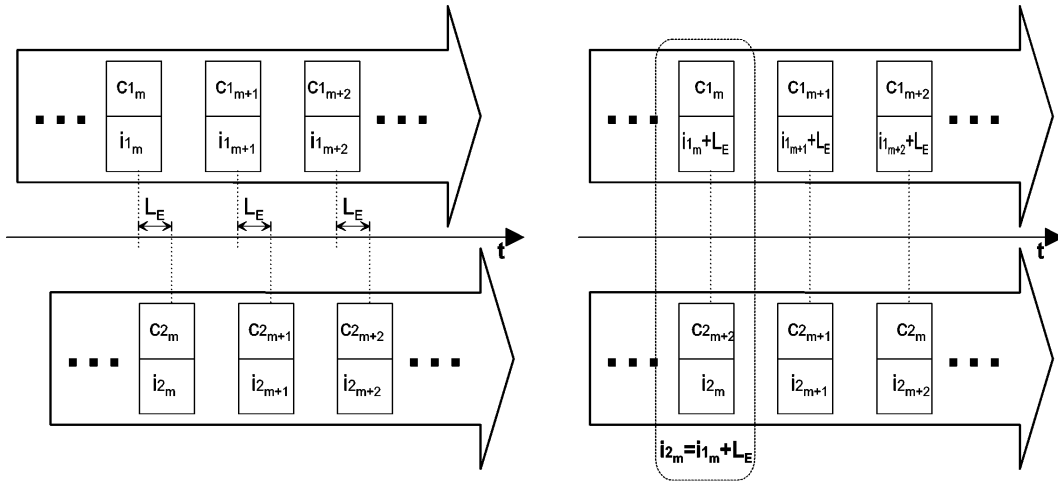 c1m c1m+1 c1m+2
... ...
i1m i1m+1 i1m+2
LE LE LE
t
c2m c2m+1 c2m+2
... ...
i2m i2m+1 i2m+2
c1m c1m+1 c1m+2
... ...
i1m+LE i1m+1+LE i1m+2+LE
t
c2m+2 c2m+1 c2m
... ...
i2m i2m+1 i2m+2
i2m=i1m+LE